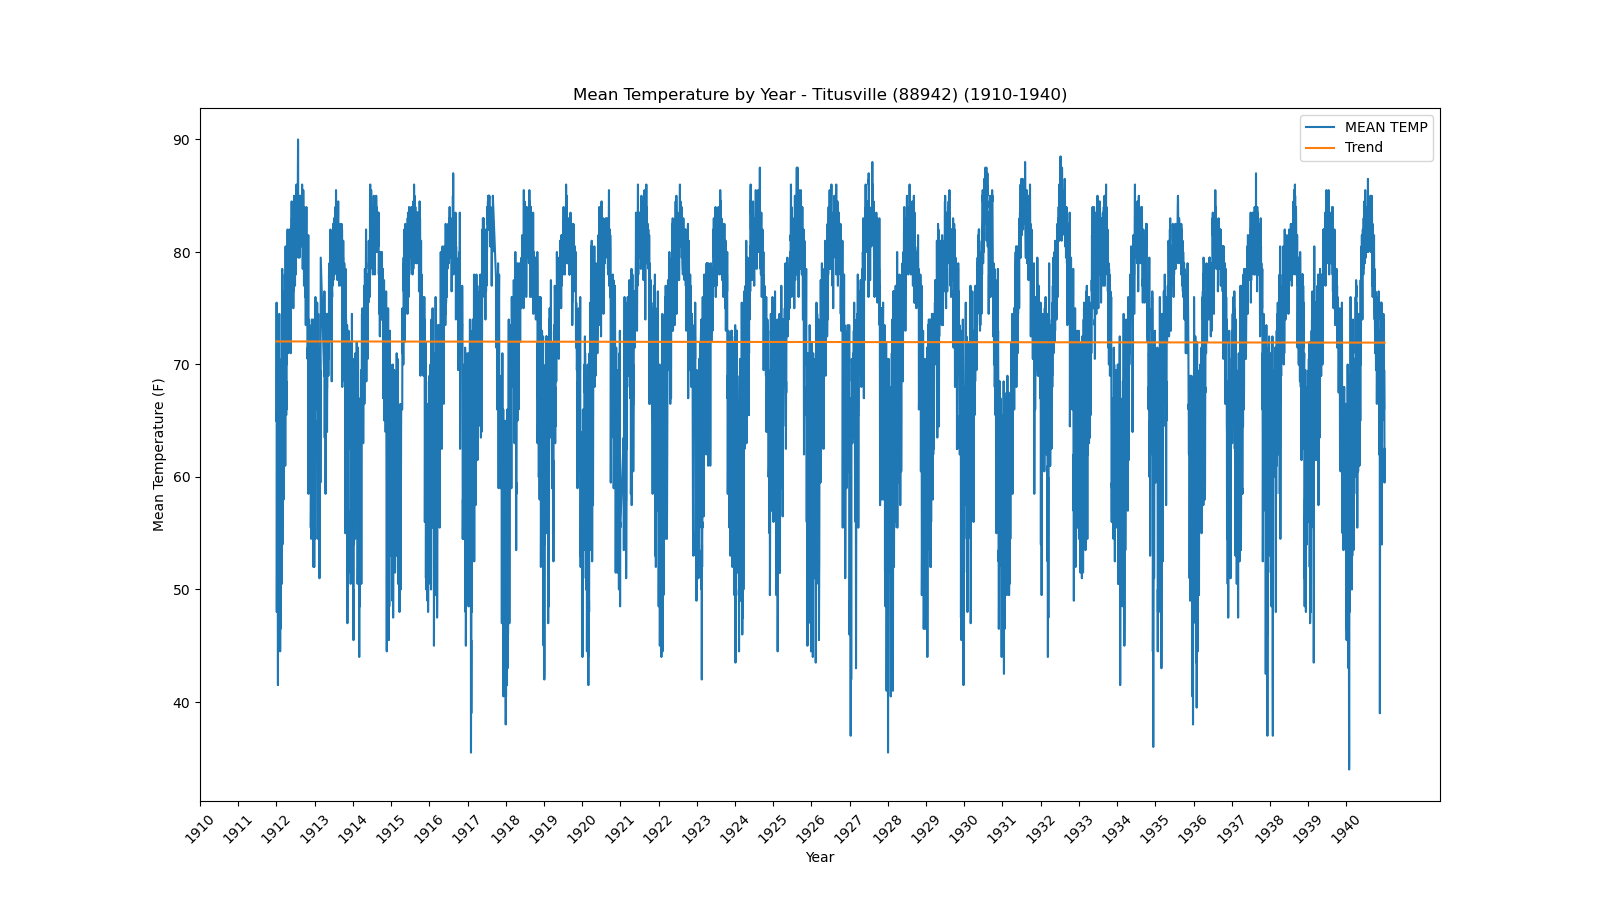 Mean Temperature by Year - Titusville (88942) (1910-1940)
MEAN TEMP
Trend
90
80
70
60
50
40
Mean Temperature (F)
1910 1911 1912 1913 1914 1915 1916 1917 1918 1919 1920 1921 1922 1923 1924 1925 1926 1927 1928 1929 1930 1931 1932 1933 1934 1935 1936 1937 1938 1939 1940
Year